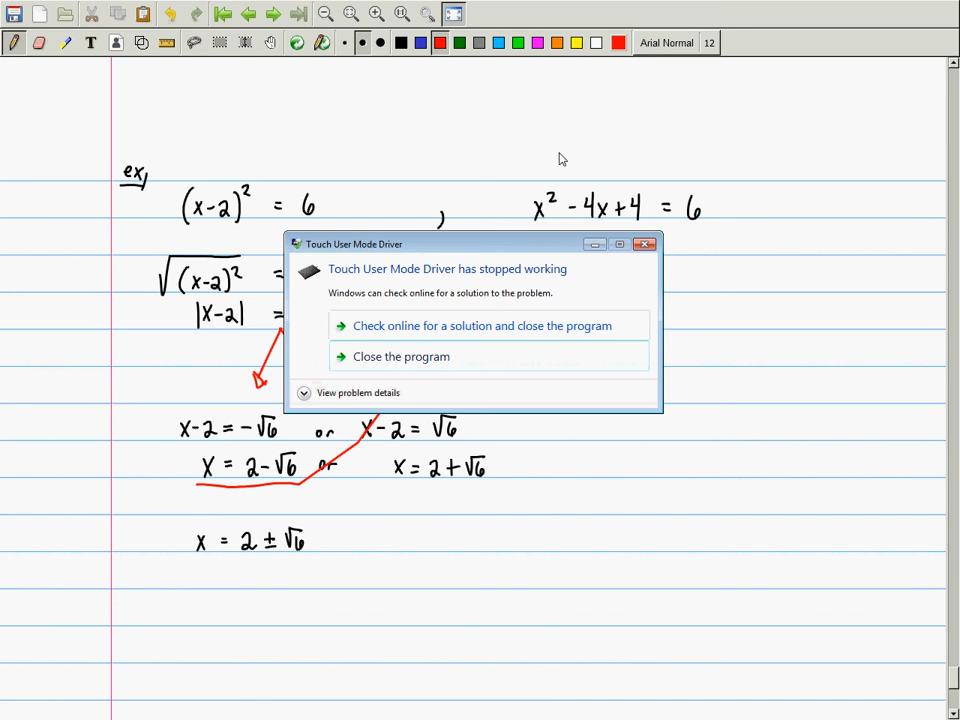 T Arial Normal 12
ex,
(x-2)² = 6 , x² - 4x + 4 = 6
Touch User Mode Driver
Touch User Mode Driver has stopped working
√(x-2)² =
Windows can check online for a solution to the problem.
|x-2| =
Check online for a solution and close the program
Close the program
View problem details
x-2 = -√6 or x-2 = √6
x = 2-√6 or x = 2+√6
x = 2 ± √6